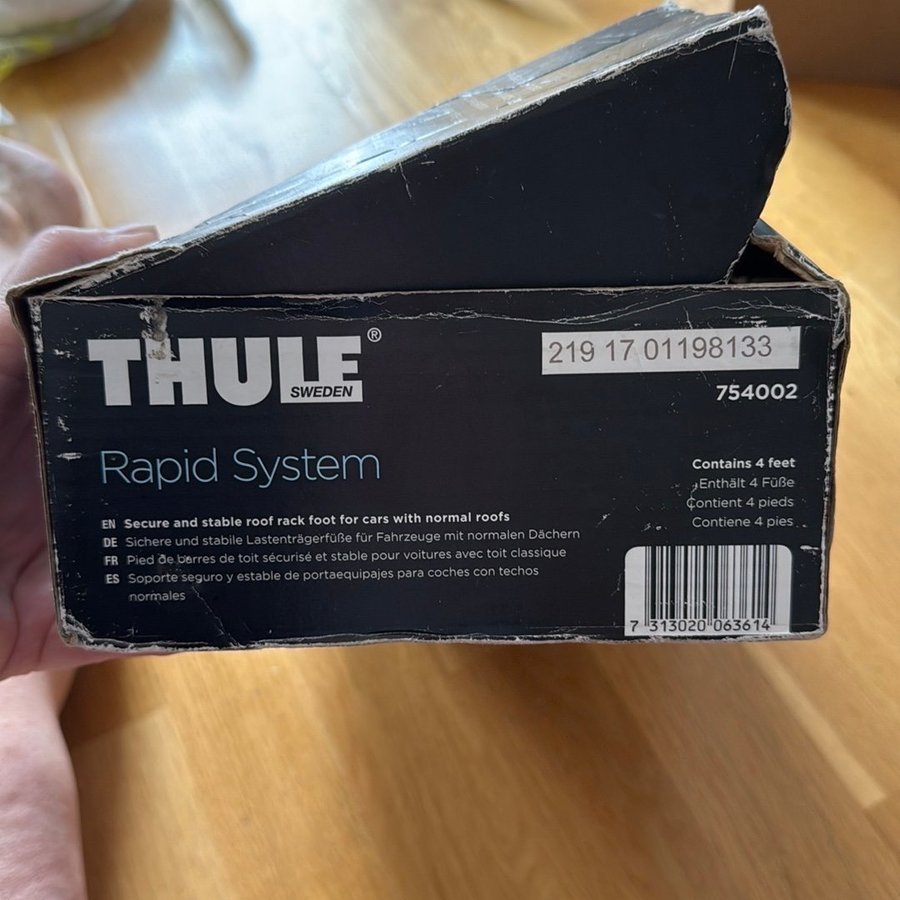 THULE®
SWEDEN
219 17 01198133
754002
Rapid System
Contains 4 feet
Enthält 4 Füße
Contient 4 pieds
Contiene 4 pies
EN Secure and stable roof rack foot for cars with normal roofs
DE Sichere und stabile Lastenträgerfüße für Fahrzeuge mit normalen Dächern
FR Pied de barres de toit sécurisé et stable pour voitures avec toit classique
ES Soporte seguro y estable de portaequipajes para coches con techos
normales
7 313020 063614